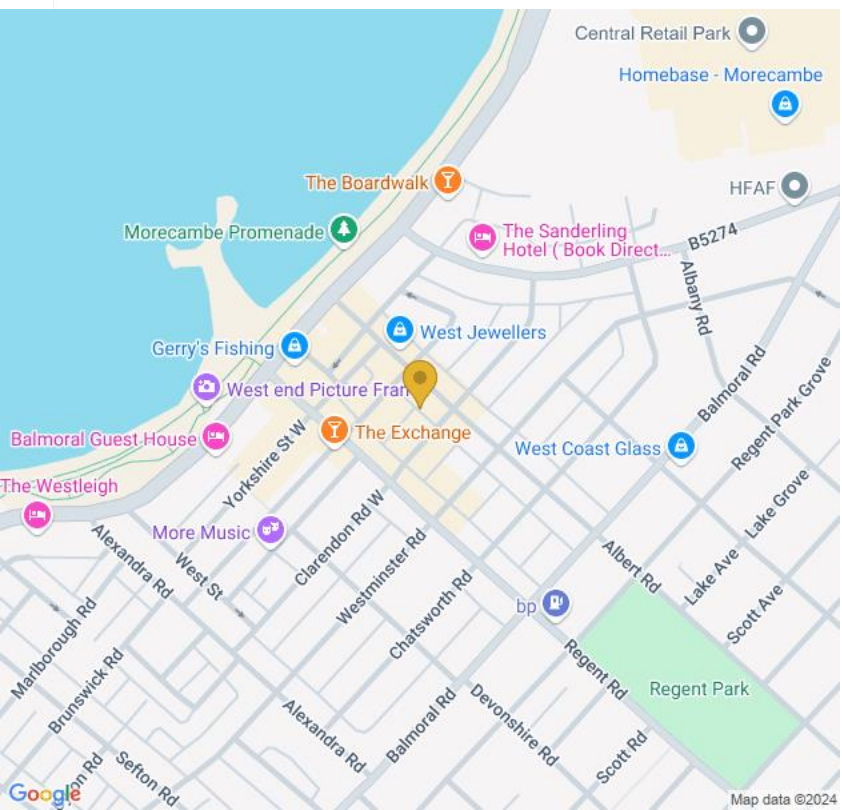 Central Retail Park
Homebase - Morecambe
The Boardwalk
HFAF
Morecambe Promenade
The Sanderling
Hotel ( Book Direct...
B5274
Albany Rd
West Jewellers
Gerry's Fishing
West end Picture Fran
Balmoral Rd
Regent Park Grove
Balmoral Guest House
The Exchange
West Coast Glass
Yorkshire St W
The Westleigh
More Music
Clarendon Rd W
Lake Grove
Alexandra Rd
West St
Westminster Rd
Albert Rd
Lake Ave
Scott Ave
Chatsworth Rd
bp
Marlborough Rd
Brunswick Rd
Regent Rd
Regent Park
Alexandra Rd
Balmoral Rd
Devonshire Rd
Scott Rd
Sefton Rd
on Rd
Google
Map data ©2024